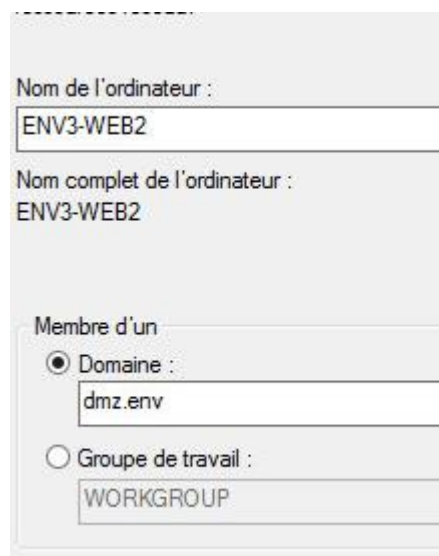 Nom de l'ordinateur :
ENV3-WEB2
Nom complet de l'ordinateur :
ENV3-WEB2
Membre d'un
Domaine :
dmz.env
Groupe de travail :
WORKGROUP